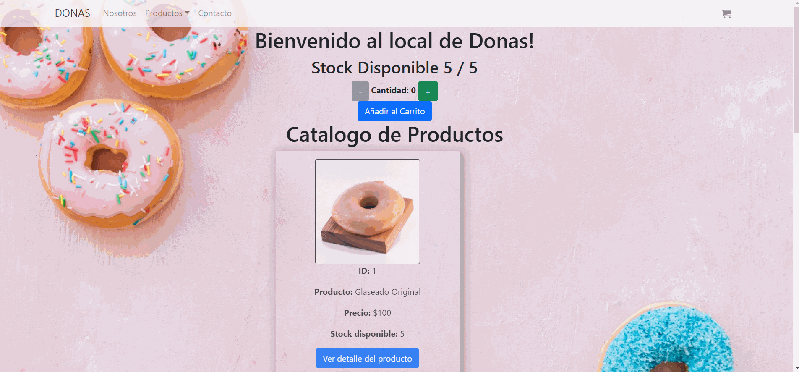 DONAS Nosotros Productos Contacto
Bienvenido al local de Donas!
Stock Disponible 5 / 5
- Cantidad: 0 +
Añadir al Carrito
Catalogo de Productos
ID: 1
Producto: Glaseado Original
Precio: $100
Stock disponible: 5
Ver detalle del producto